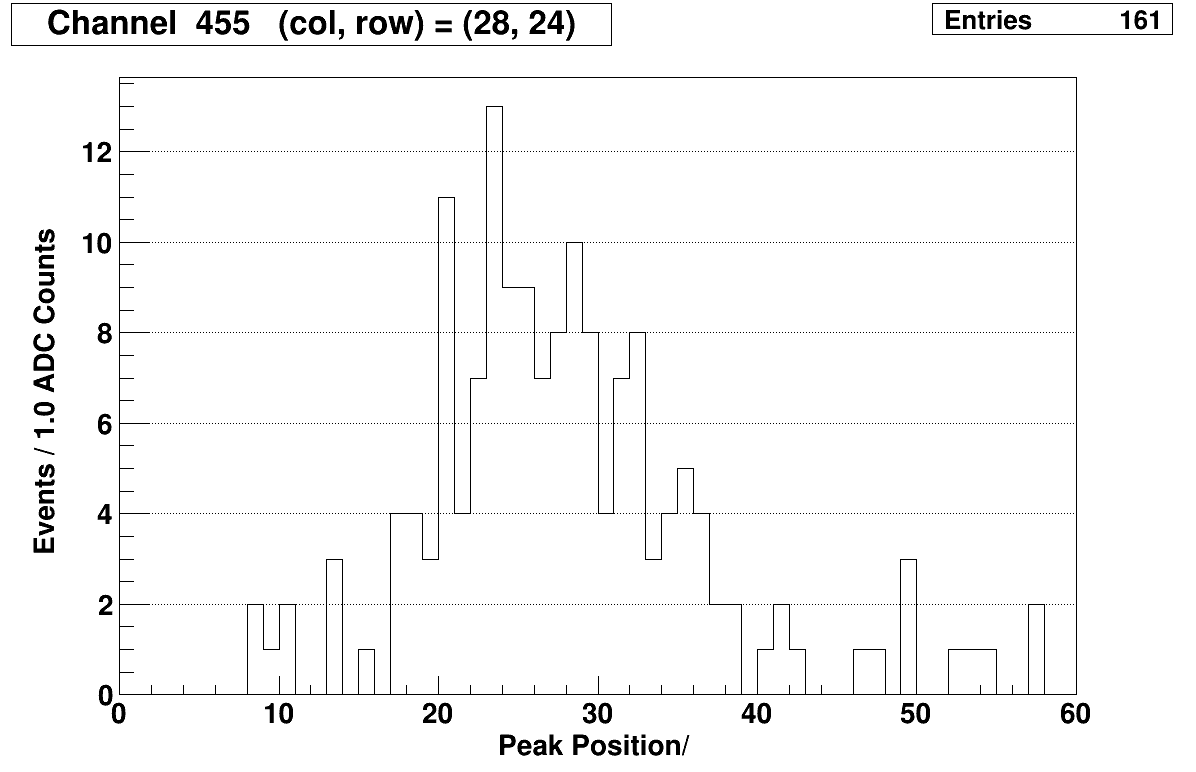 Channel 455 (col, row) = (28, 24)
Entries 161
Events / 1.0 ADC Counts
12
10
8
6
4
2
0
0 10 20 30 40 50 60
Peak Position/